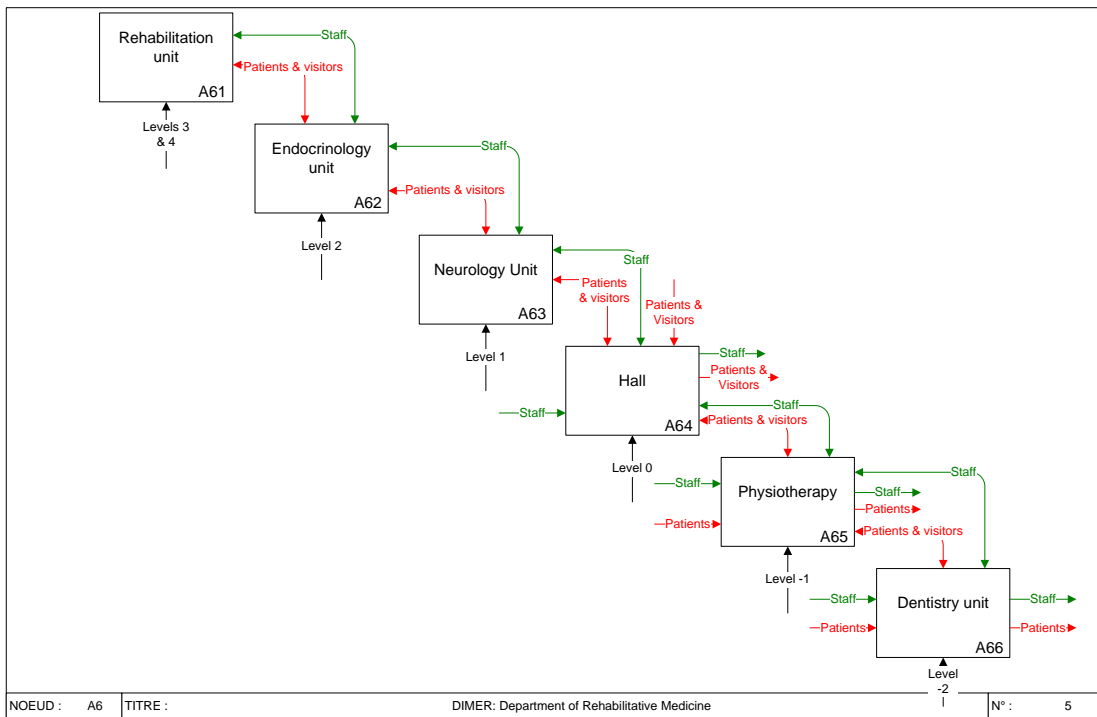 Rehabilitation
unit
A61
Staff
Patients & visitors
Levels 3
& 4
Endocrinology
unit
A62
Staff
Patients & visitors
Level 2
Neurology Unit
A63
Staff
Patients
& visitors
Patients &
Visitors
Level 1
Hall
A64
Staff
Patients &
Visitors
Staff
Staff
Patients & visitors
Level 0
Physiotherapy
A65
Staff
Patients
Staff
Staff
Patients
Patients & visitors
Level -1
Dentistry unit
A66
Staff
Patients
Staff
Patients
Level
-2
NOEUD : A6 TITRE : DIMER: Department of Rehabilitative Medicine N° : 5